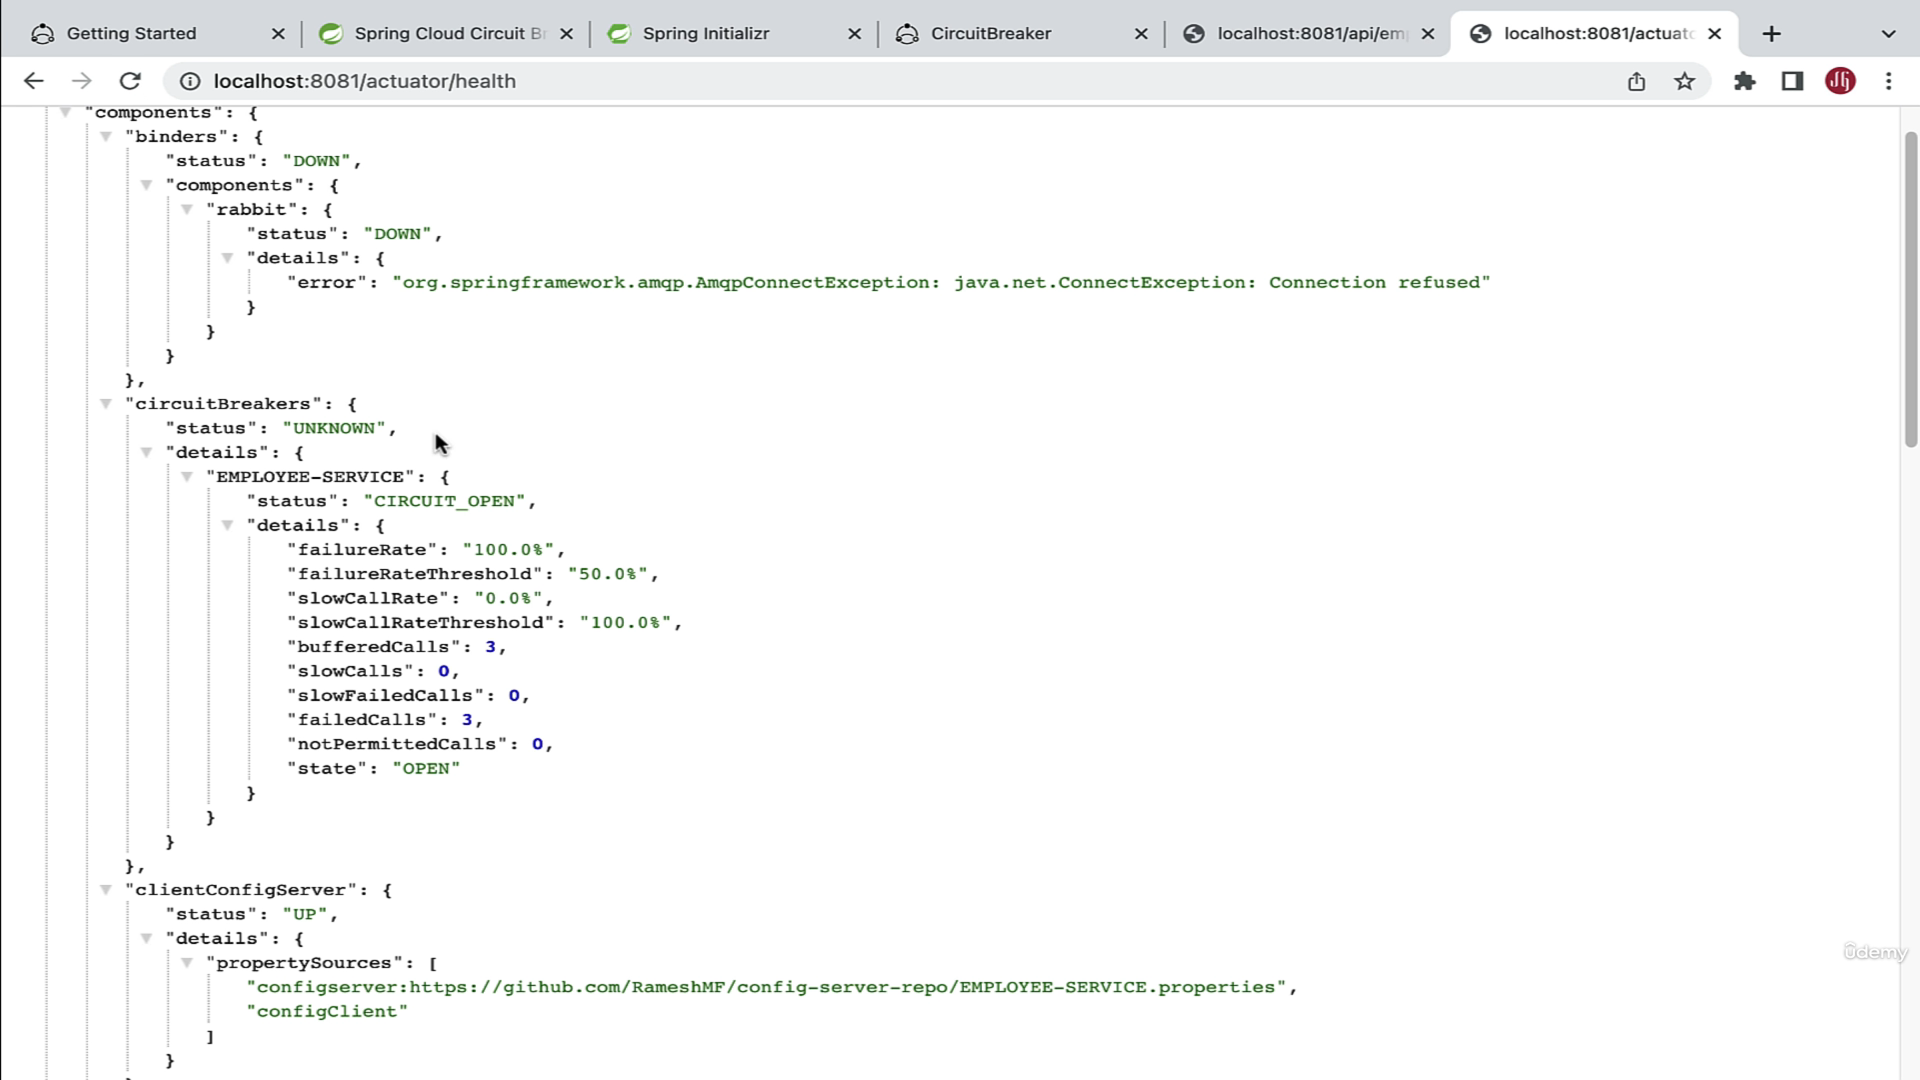 Getting Started
Spring Cloud Circuit Br
Spring Initializr
CircuitBreaker
localhost:8081/api/em
localhost:8081/actuato
localhost:8081/actuator/health
"components": {
"binders": {
"status": "DOWN",
"components": {
"rabbit": {
"status": "DOWN",
"details": {
"error": "org.springframework.amqp.AmqpConnectException: java.net.ConnectException: Connection refused"
}
}
}
},
"circuitBreakers": {
"status": "UNKNOWN",
"details": {
"EMPLOYEE-SERVICE": {
"status": "CIRCUIT_OPEN",
"details": {
"failureRate": "100.0%",
"failureRateThreshold": "50.0%",
"slowCallRate": "0.0%",
"slowCallRateThreshold": "100.0%",
"bufferedCalls": 3,
"slowCalls": 0,
"slowFailedCalls": 0,
"failedCalls": 3,
"notPermittedCalls": 0,
"state": "OPEN"
}
}
}
},
"clientConfigServer": {
"status": "UP",
"details": {
"propertySources": [
"configserver:https://github.com/RameshMF/config-server-repo/EMPLOYEE-SERVICE.properties",
"configClient"
]
}
udemy